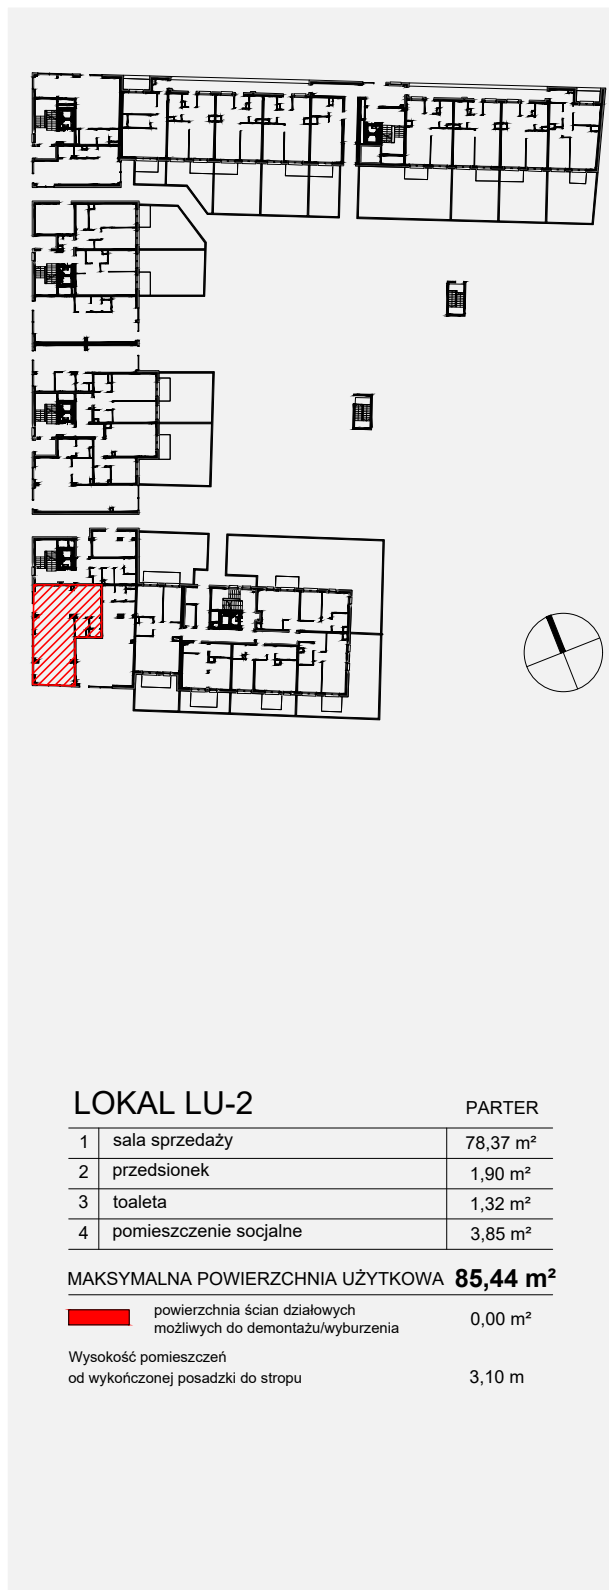 LOKAL LU-2 PARTER
1 sala sprzedaży 78,37 m²
2 przedsionek 1,90 m²
3 toaleta 1,32 m²
4 pomieszczenie socjalne 3,85 m²
MAKSYMALNA POWIERZCHNIA UŻYTKOWA 85,44 m²
powierzchnia ścian działowych
możliwych do demontażu/wyburzenia 0,00 m²
Wysokość pomieszczeń
od wykończonej posadzki do stropu 3,10 m